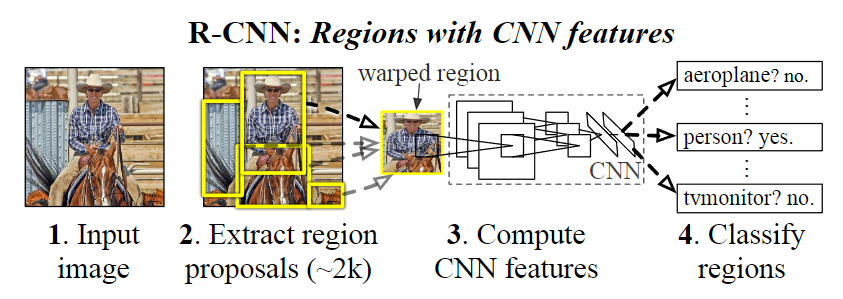 R-CNN: Regions with CNN features
warped region
aeroplane? no.
person? yes.
CNN
tvmonitor? no.
1. Input image
2. Extract region proposals (~2k)
3. Compute CNN features
4. Classify regions